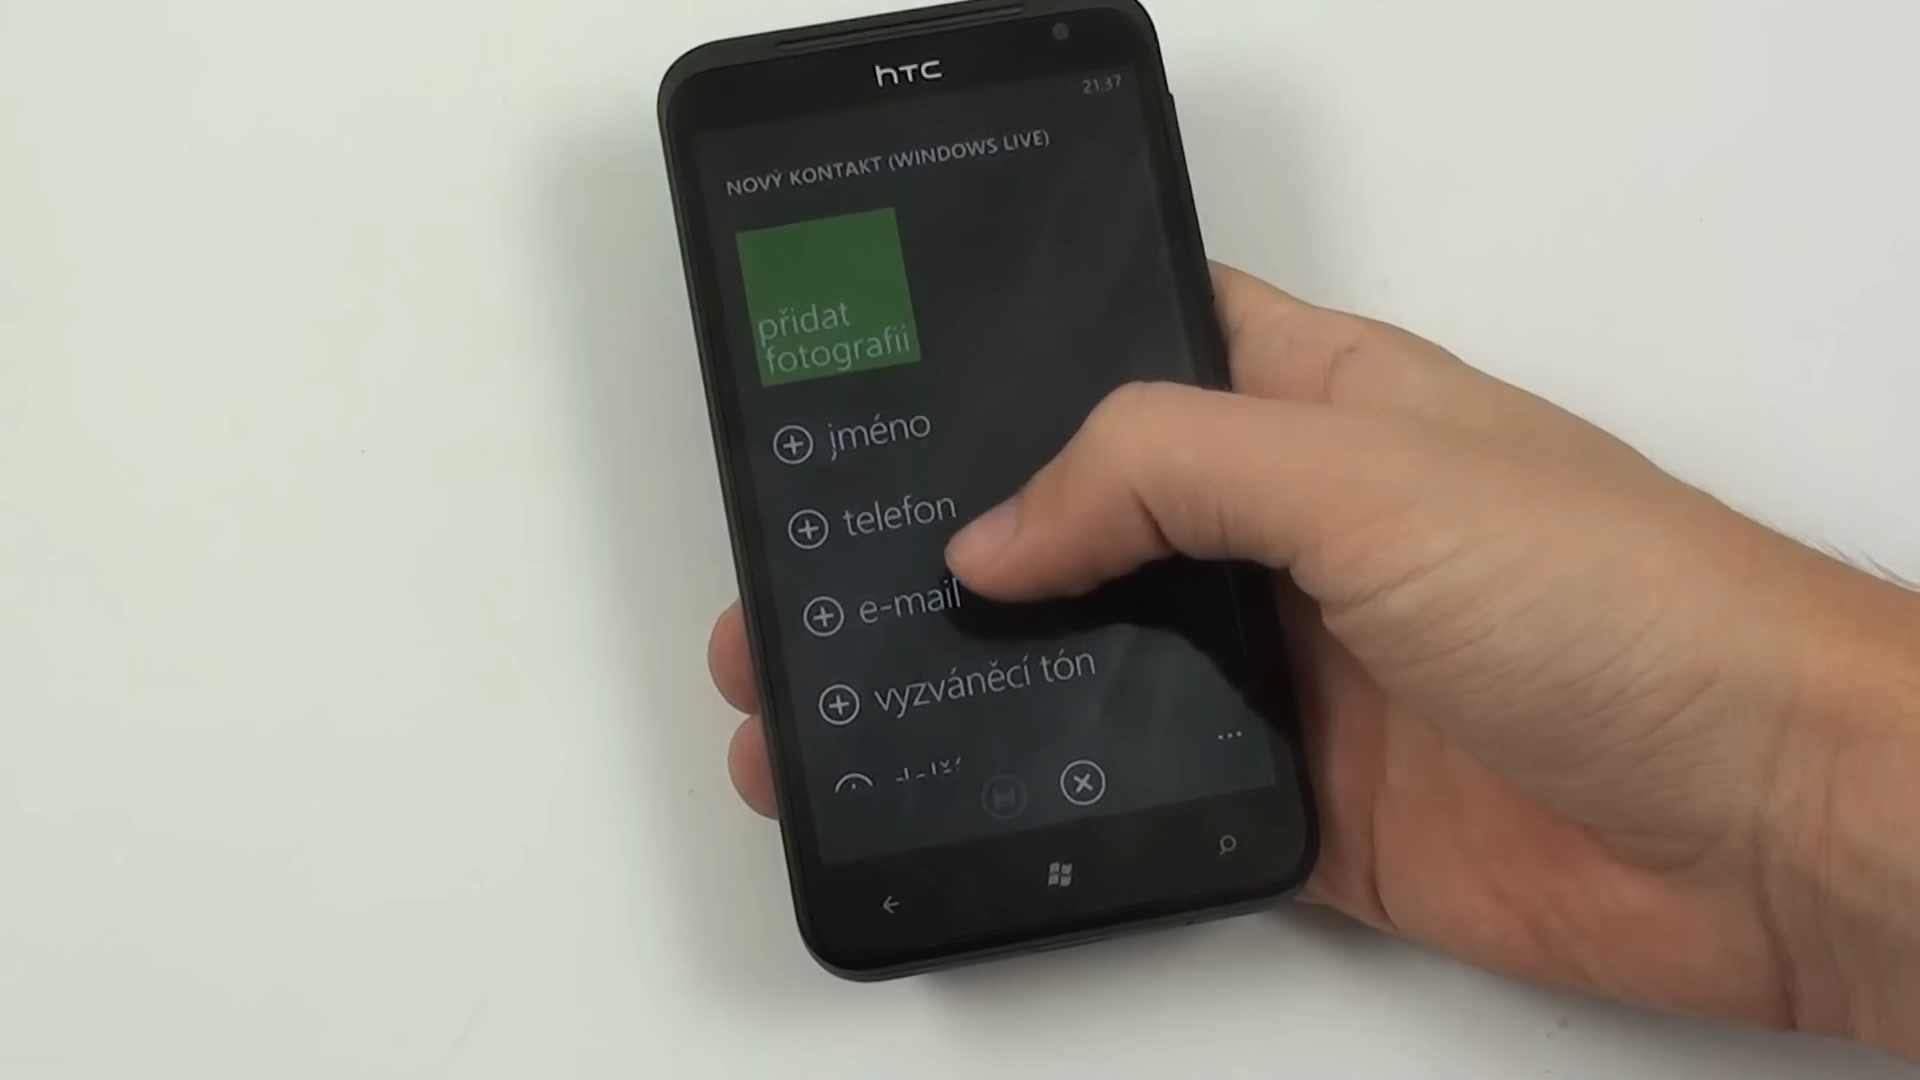 hTC
21:37
NOVÝ KONTAKT (WINDOWS LIVE)
přidat
fotografii
jméno
telefon
e-mail
vyzváněcí tón